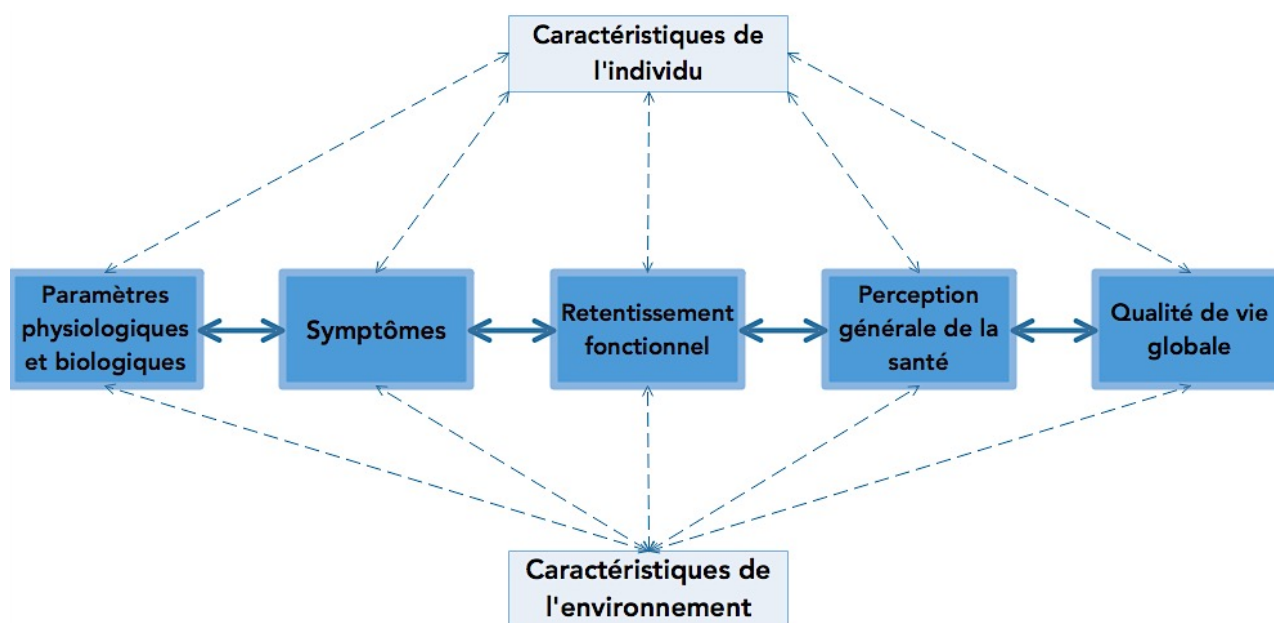 Caractéristiques de
l'individu
Paramètres
physiologiques
et biologiques
Symptômes
Retentissement
fonctionnel
Perception
générale de la
santé
Qualité de vie
globale
Caractéristiques de
l'environnement